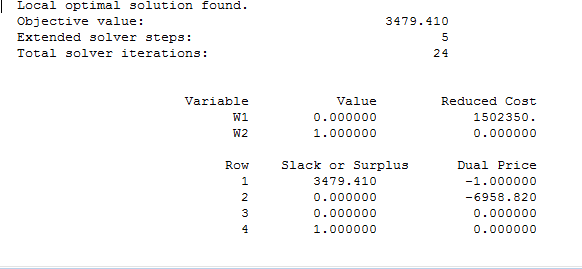 Local optimal solution found.
Objective value: 3479.410
Extended solver steps: 5
Total solver iterations: 24
Variable Value Reduced Cost
W1 0.000000 1502350.
W2 1.000000 0.000000
Row Slack or Surplus Dual Price
1 3479.410 -1.000000
2 0.000000 -6958.820
3 0.000000 0.000000
4 1.000000 0.000000